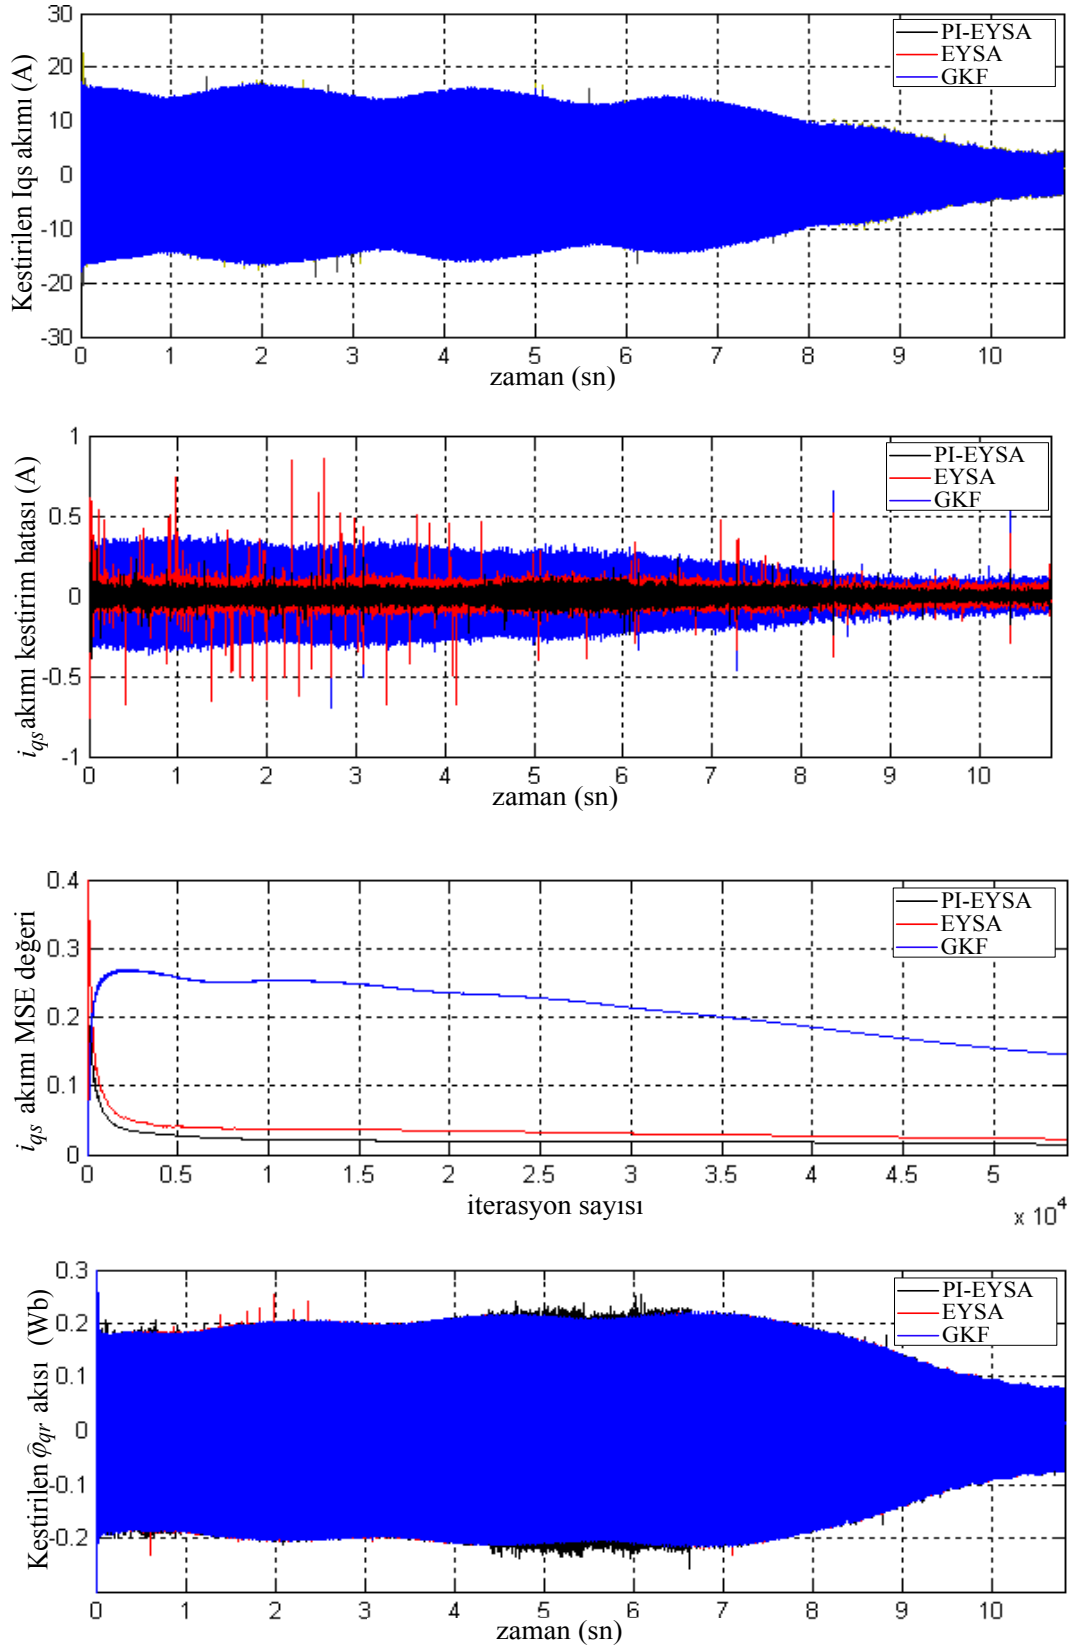 Kestirilen Iqs akımı (A)
30
20
10
0
-10
-20
-30
PI-EYSA
EYSA
GKF
0 1 2 3 4 5 6 7 8 9 10
zaman (sn)
iqs akımı kestirim hatası (A)
1
0.5
0
-0.5
-1
PI-EYSA
EYSA
GKF
0 1 2 3 4 5 6 7 8 9 10
zaman (sn)
iqs akımı MSE değeri
0.4
0.3
0.2
0.1
0
PI-EYSA
EYSA
GKF
0 0.5 1 1.5 2 2.5 3 3.5 4 4.5 5
iterasyon sayısı
x 10⁴
Kestirilen φ̂qr akısı (Wb)
0.3
0.2
0.1
0
-0.1
-0.2
PI-EYSA
EYSA
GKF
0 1 2 3 4 5 6 7 8 9 10
zaman (sn)